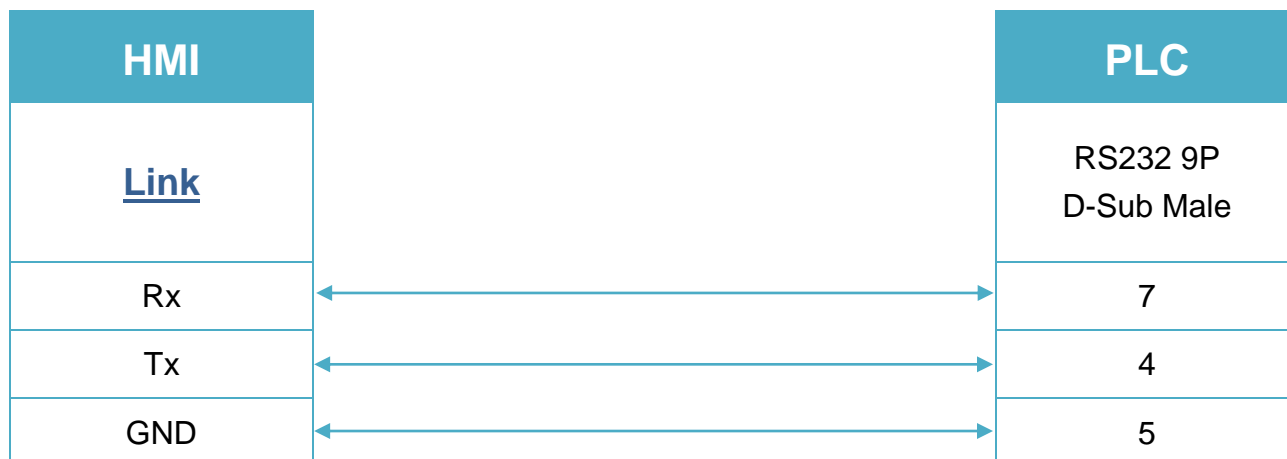 HMI
PLC
Link
RS232 9P
D-Sub Male
Rx
7
Tx
4
GND
5